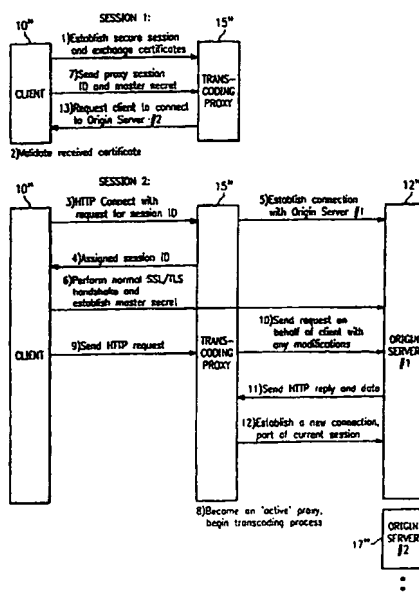 SESSION 1:
10"
15"
1)Establish secure session
and exchange certificates
7)Send proxy session
ID and master secret
13)Request client to connect
to Origin Server #2
CLIENT
TRANS-
CODING
PROXY
2)Validate received certificate
SESSION 2:
10"
15"
12"
3)HTTP Connect with
request for session ID
5)Establish connection
with Origin Server #1
4)Assigned session ID
6)Perform normal SSL/TLS
handshake and
establish master secret
10)Send request on
behalf of client with
any modifications
CLIENT
9)Send HTTP request
TRANS-
CODING
PROXY
ORIGIN
SERVER
#1
11)Send HTTP reply and data
12)Establish a new connection,
part of current session
8)Become an 'active' proxy,
begin transcoding process
17"
ORIGIN
SERVER
#2